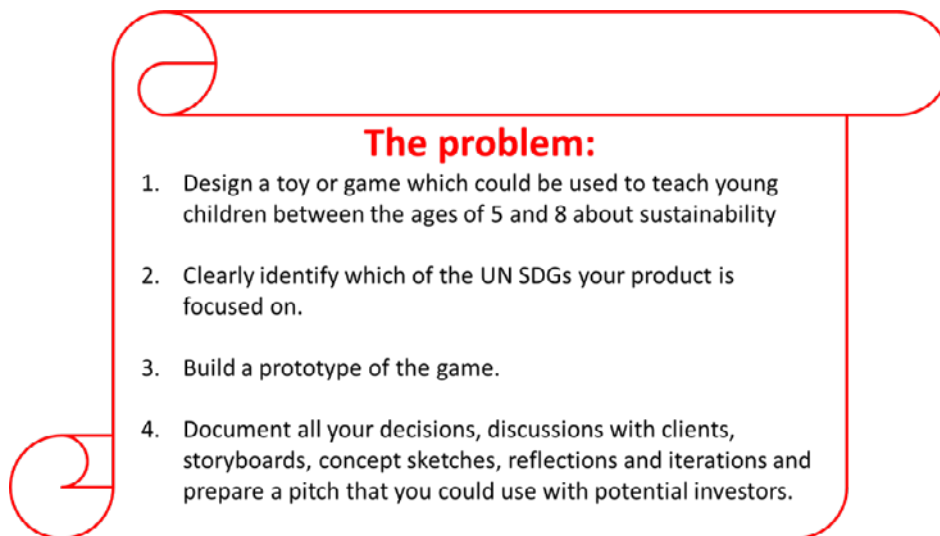 The problem:
1. Design a toy or game which could be used to teach young
children between the ages of 5 and 8 about sustainability
2. Clearly identify which of the UN SDGs your product is
focused on.
3. Build a prototype of the game.
4. Document all your decisions, discussions with clients,
storyboards, concept sketches, reflections and iterations and
prepare a pitch that you could use with potential investors.